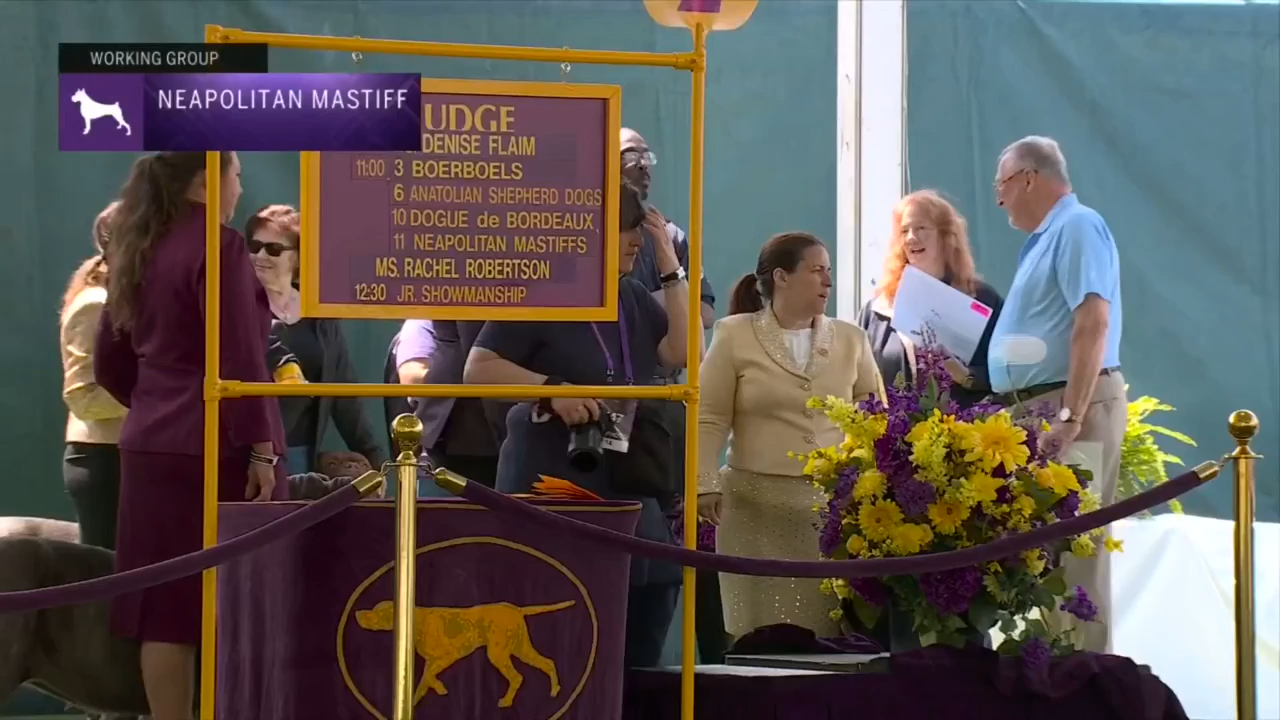 WORKING GROUP
NEAPOLITAN MASTIFF
UDGE
DENISE FLAIM
11:00 3 BOERBOELS
6 ANATOLIAN SHEPHERD DOGS
10 DOGUE de BORDEAUX
11 NEAPOLITAN MASTIFFS
MS. RACHEL ROBERTSON
12:30 JR. SHOWMANSHIP